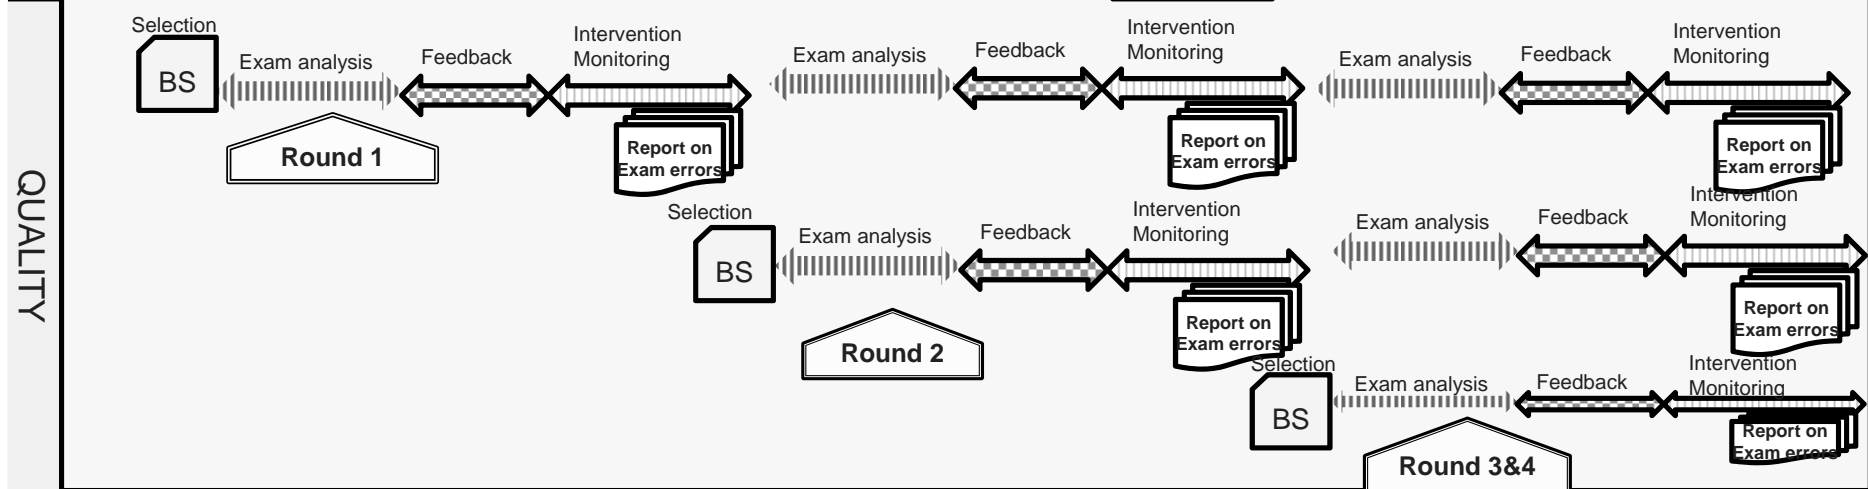 QUALITY
Selection
BS
Exam analysis
Feedback
Intervention
Monitoring
Report on
Exam errors
Round 1
Exam analysis
Feedback
Intervention
Monitoring
Report on
Exam errors
Exam analysis
Feedback
Intervention
Monitoring
Report on
Exam errors
Selection
BS
Exam analysis
Feedback
Intervention
Monitoring
Report on
Exam errors
Round 2
Exam analysis
Feedback
Intervention
Monitoring
Report on
Exam errors
Selection
BS
Exam analysis
Feedback
Intervention
Monitoring
Report on
Exam errors
Round 3&4